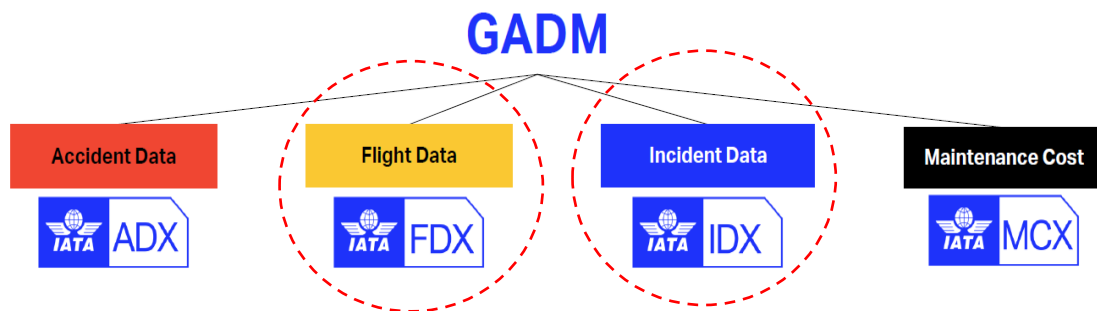 GADM
Accident Data
Flight Data
Incident Data
Maintenance Cost
IATA ADX
IATA FDX
IATA IDX
IATA MCX